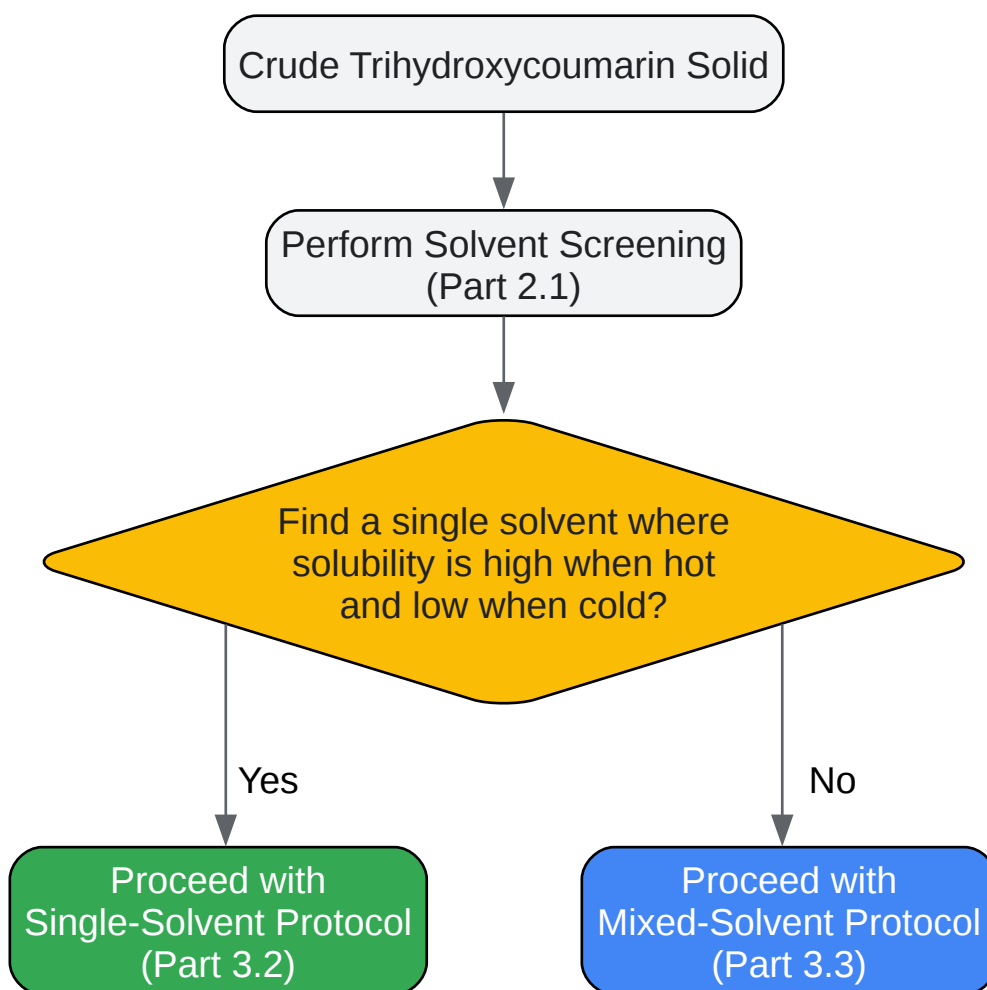 Crude Trihydroxycoumarin Solid
Perform Solvent Screening
(Part 2.1)
Find a single solvent where
solubility is high when hot
and low when cold?
Yes
No
Proceed with
Single-Solvent Protocol
(Part 3.2)
Proceed with
Mixed-Solvent Protocol
(Part 3.3)